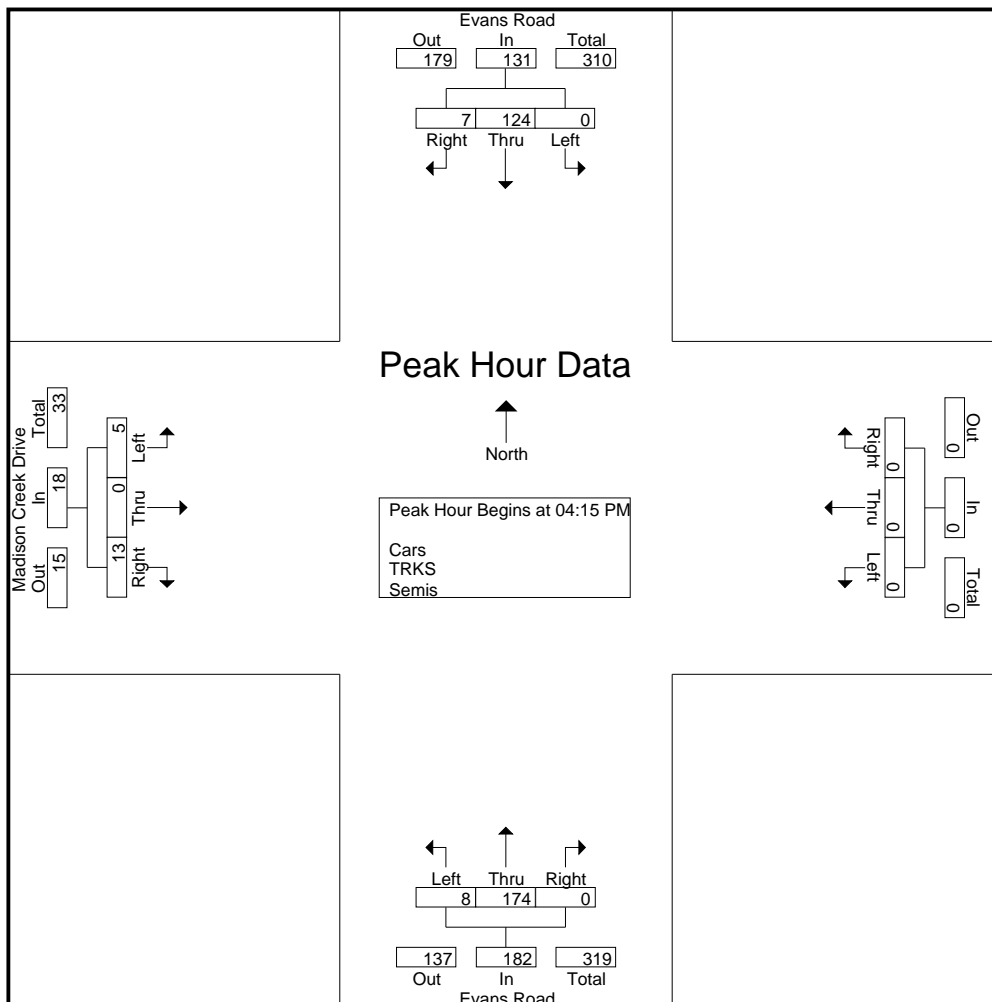 Evans Road
Out In Total
179 131 310
7 124 0
Right Thru Left
Peak Hour Data
North
Peak Hour Begins at 04:15 PM
Cars
TRKS
Semis
Madison Creek Drive
Out In Total
15 18 33
Right Thru Left
13 0 5
Right Thru Left
0 0 0
Out In Total
0 0 0
Left Thru Right
8 174 0
137 182 319
Out In Total
Evans Road